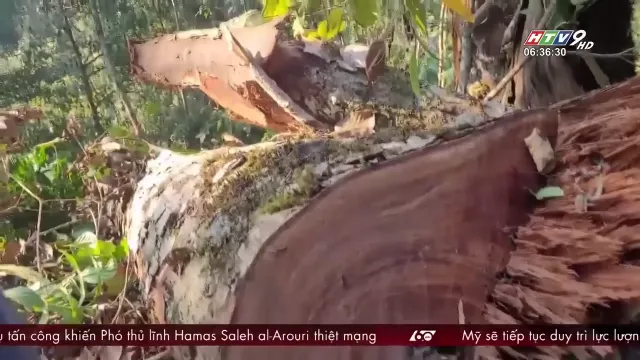 HTV9 HD
06:36:30
tấn công khiến Phó thủ lĩnh Hamas Saleh al-Arouri thiệt mạng 60 Mỹ sẽ tiếp tục duy trì lực lượn